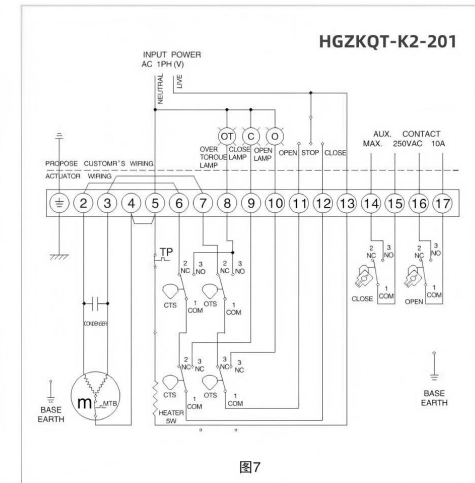 HGZKQT-K2-201
INPUT POWER
AC 1PH (V)
NEUTRAL
LIVE
OT
C
O
OVER
TORQUE
LAMP
CLOSE
LAMP
OPEN
LAMP
OPEN STOP CLOSE
AUX. CONTACT
MAX. 250VAC 10A
PROPOSE CUSTOMR'S WIRING
ACTUATOR WIRING
2 3 4 5 6 7 8 9 10 11 12 13 14 15 16 17
TP
2 3
NC NO
2 3
NC NO
2 3
NC NO
2 3
NC NO
CTS
1
COM
OTS
1
COM
CLOSE
1
COM
OPEN
1
COM
CONDENSER
2 3
NC NC
2 3
NC NC
CTS
1
COM
OTS
1
COM
m
MTB
HEATER
5W
BASE
EARTH
BASE
EARTH
图7